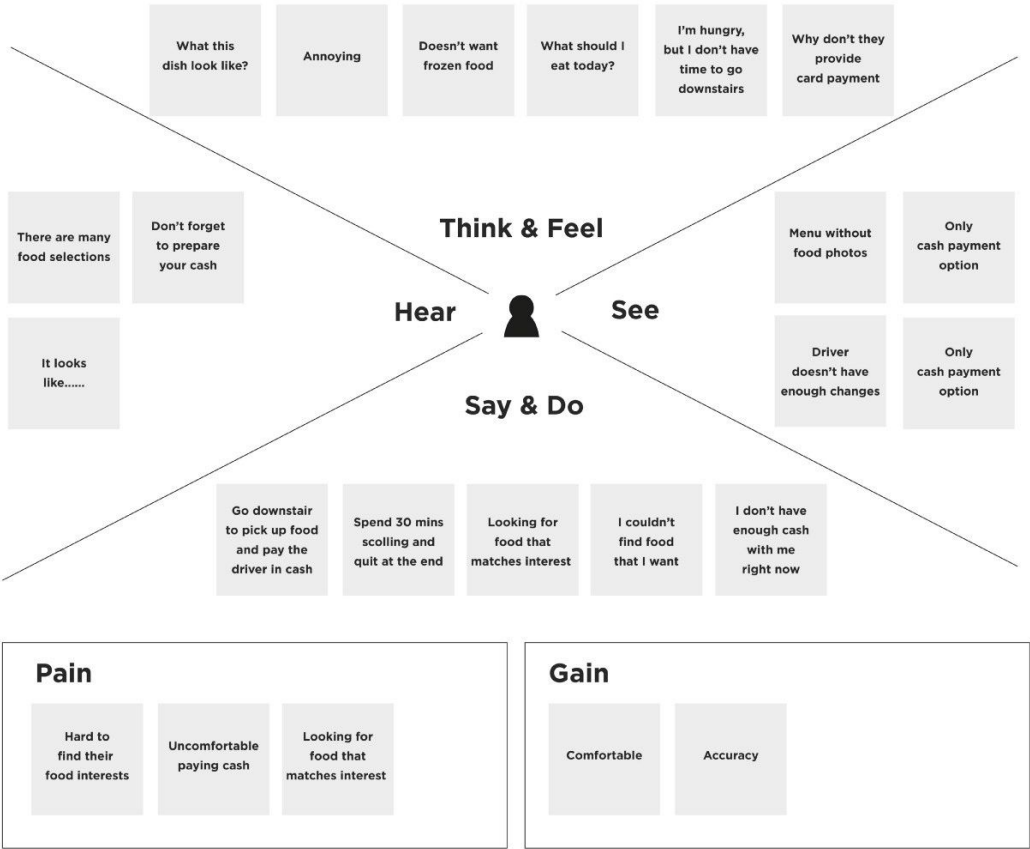 What this
dish look like?
Annoying
Doesn't want
frozen food
What should I
eat today?
I'm hungry,
but I don't have
time to go
downstairs
Why don't they
provide
card payment
Think & Feel
Hear
There are many
food selections
Don't forget
to prepare
your cash
It looks
like......
See
Menu without
food photos
Only
cash payment
option
Driver
doesn't have
enough changes
Only
cash payment
option
Say & Do
Go downstair
to pick up food
and pay the
driver in cash
Spend 30 mins
scolling and
quit at the end
Looking for
food that
matches interest
I couldn't
find food
that I want
I don't have
enough cash
with me
right now
Pain
Hard to
find their
food interests
Uncomfortable
paying cash
Looking for
food that
matches interest
Gain
Comfortable
Accuracy